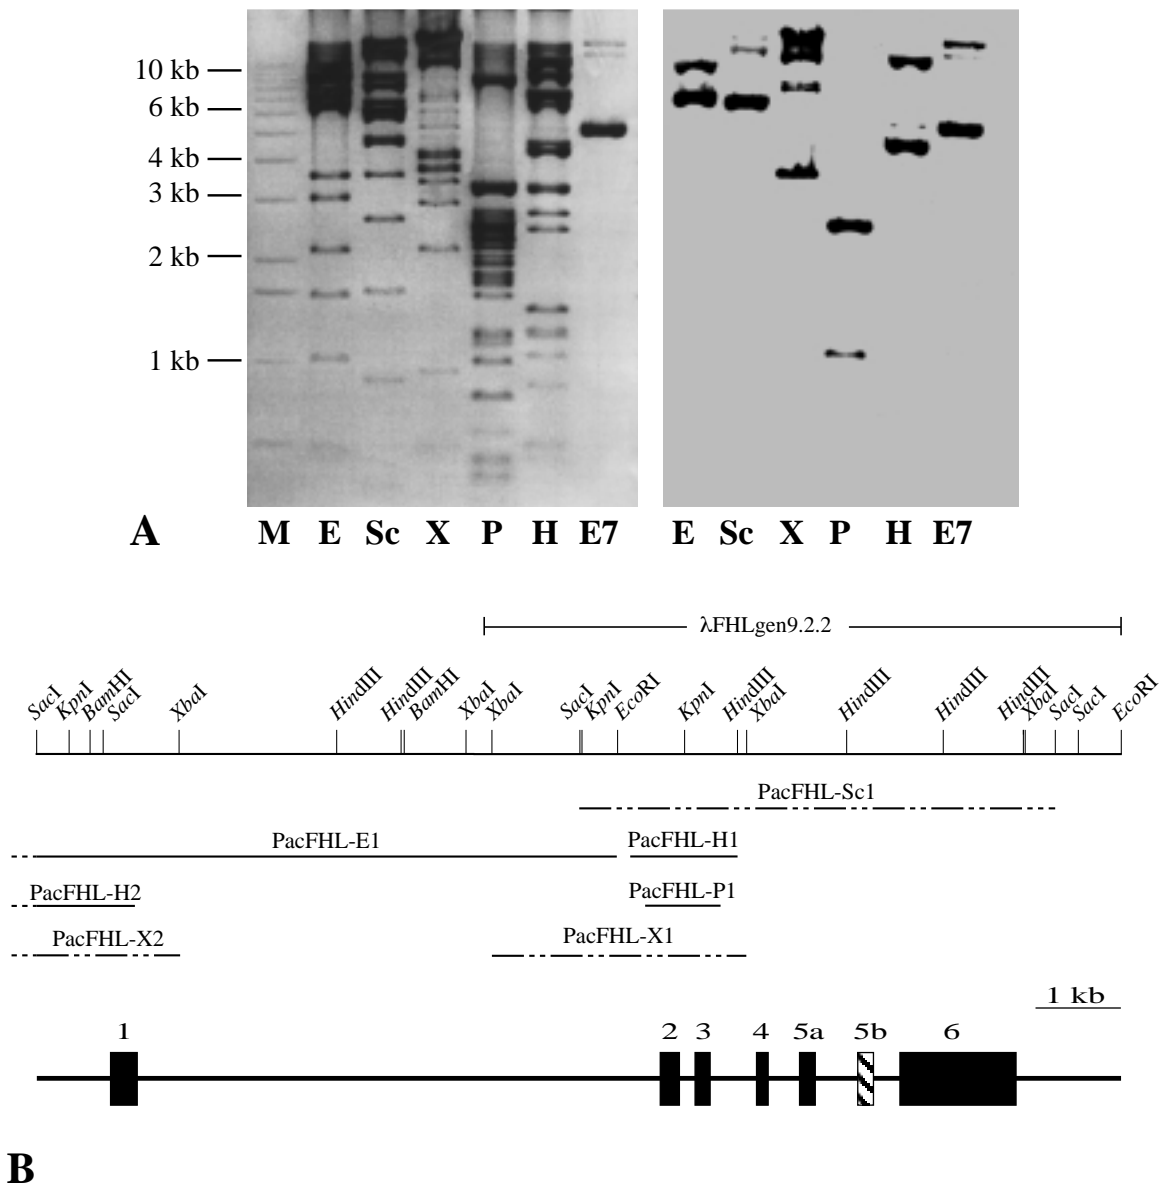 10 kb
6 kb
4 kb
3 kb
2 kb
1 kb
A
M E Sc X P H E7
E Sc X P H E7
λFHLgen9.2.2
SacI KpnI BamHI SacI XbaI HindIII HindIII BamHI XbaI XbaI SacI KpnI EcoRI KpnI HindIII XbaI HindIII HindIII HindIII XbaI SacI SacI EcoRI
PacFHL-Sc1
PacFHL-E1 PacFHL-H1
PacFHL-H2 PacFHL-P1
PacFHL-X2 PacFHL-X1
1 kb
1 2 3 4 5a 5b 6
B